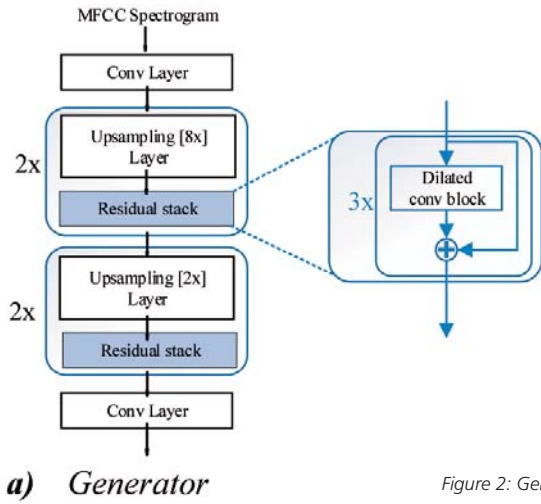 MFCC Spectrogram
Conv Layer
2x
Upsampling [8x]
Layer
Residual stack
2x
Upsampling [2x]
Layer
Residual stack
Conv Layer
3x
Dilated
conv block
a) Generator
Figure 2: Gen